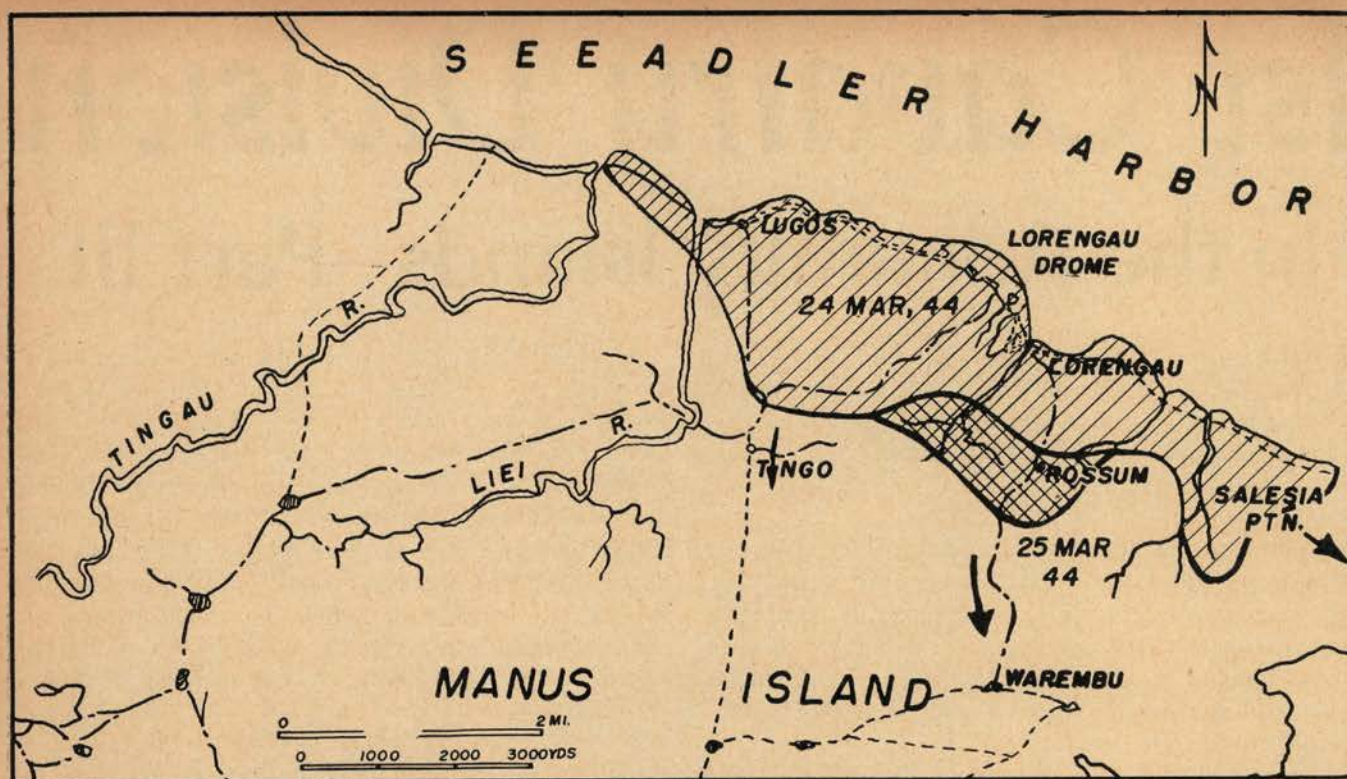 SEEADLER HARBOR
N
LUGOS
LORENGAU
DROME
24 MAR, 44
LORENGAU
TINGAU R.
LIEI R.
TINGO
ROSSUM
SALESIA
PTN.
25 MAR
44
MANUS ISLAND
WAREMBU
0 2 MI.
0 1000 2000 3000YDS